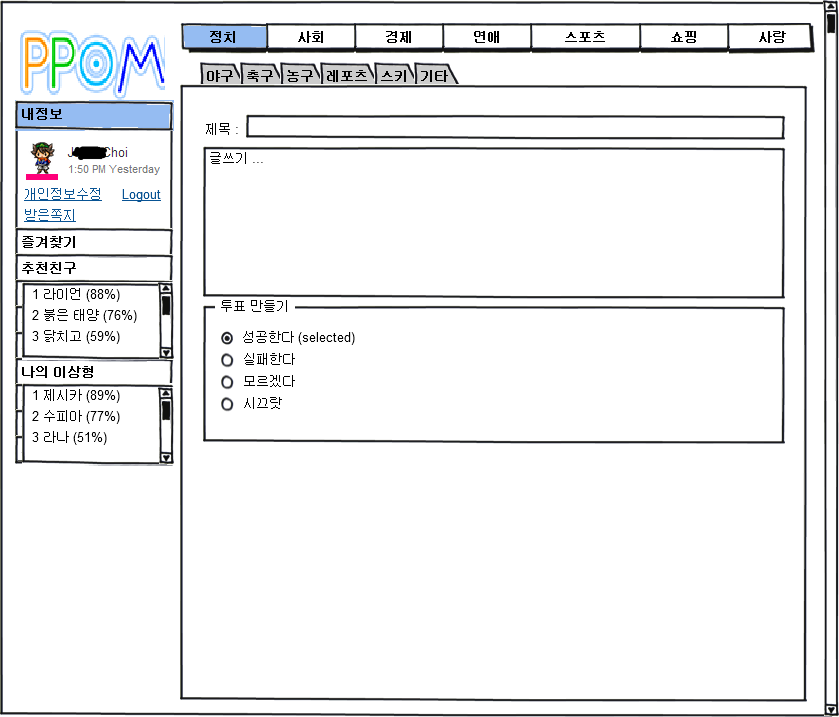 PPOM
정치 사회 경제 연애 스포츠 쇼핑 사랑
야구 축구 농구 레포츠 스키 기타
내정보
J Choi
1:50 PM Yesterday
개인정보수정 Logout
받은쪽지
즐겨찾기
추천친구
1 라이언 (88%)
2 붉은 태양 (76%)
3 닭치고 (59%)
나의 이상형
1 제시카 (89%)
2 수피아 (77%)
3 라나 (51%)
제목 :
글쓰기 ...
투표 만들기
성공한다 (selected)
실패한다
모르겠다
시끄랏